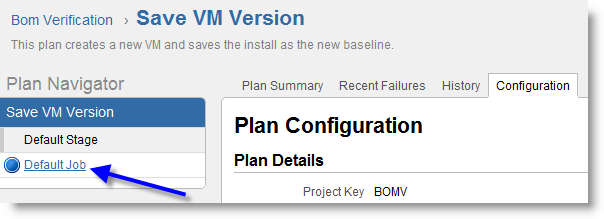 Bom Verification › Save VM Version
This plan creates a new VM and saves the install as the new baseline.
Plan Navigator
Save VM Version
Default Stage
Default Job
Plan Summary Recent Failures History Configuration
Plan Configuration
Plan Details
Project Key BOMV